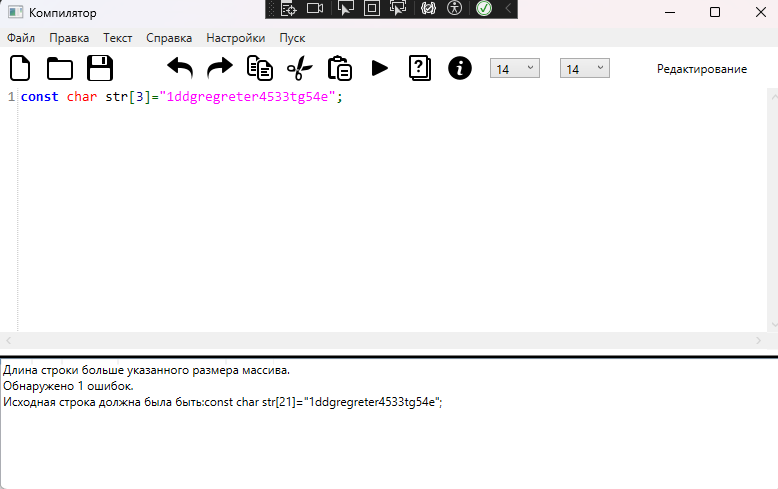 Компилятор
Файл Правка Текст Справка Настройки Пуск
14 14 Редактирование
1 const char str[3]="1ddgregreter4533tg54e";
Длина строки больше указанного размера массива.
Обнаружено 1 ошибок.
Исходная строка должна была быть:const char str[21]="1ddgregreter4533tg54e";